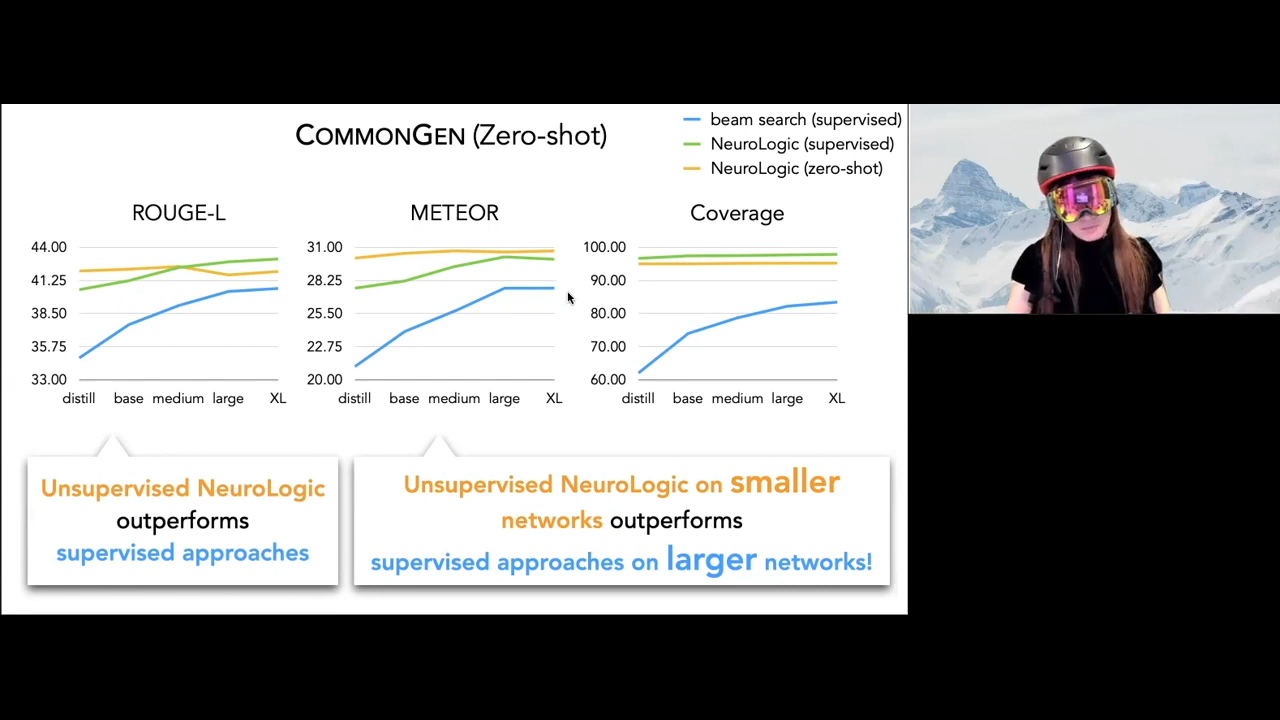 COMMONGEN (Zero-shot)
beam search (supervised)
NeuroLogic (supervised)
NeuroLogic (zero-shot)
ROUGE-L
44.00
41.25
38.50
35.75
33.00
distill base medium large XL
METEOR
31.00
28.25
25.50
22.75
20.00
distill base medium large XL
Coverage
100.00
90.00
80.00
70.00
60.00
distill base medium large XL
Unsupervised NeuroLogic
outperforms
supervised approaches
Unsupervised NeuroLogic on smaller
networks outperforms
supervised approaches on larger networks!